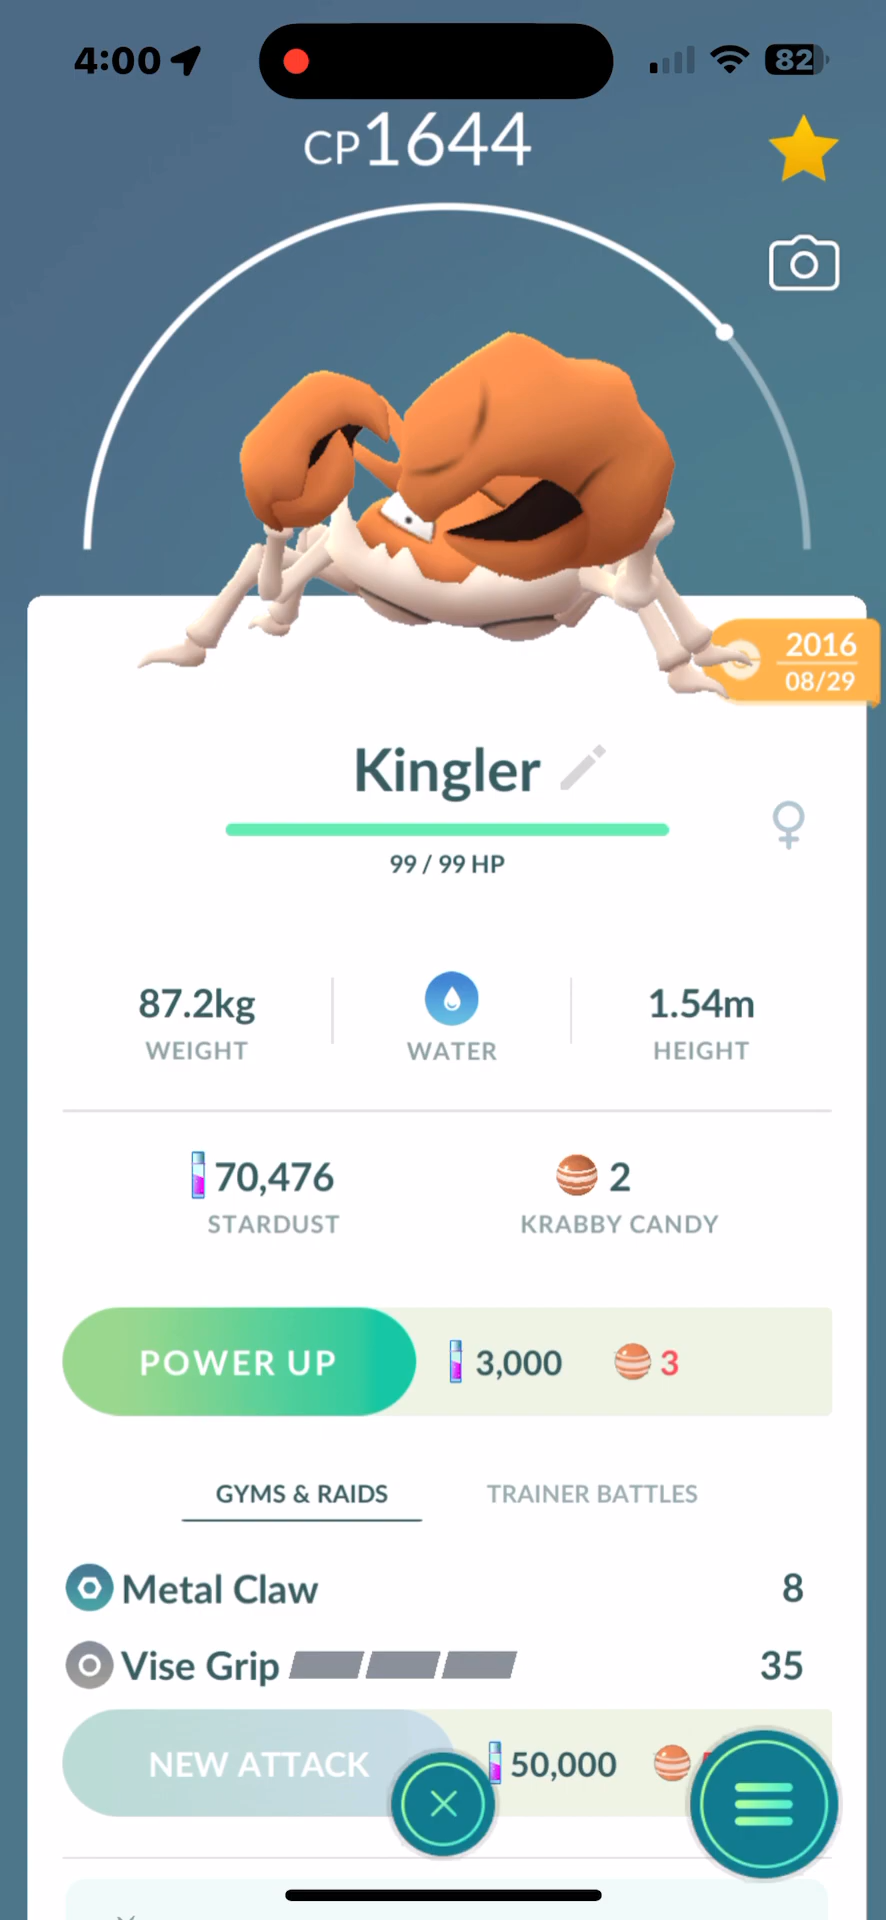 4:00
82
CP1644
2016
08/29
Kingler
99 / 99 HP
87.2kg
WEIGHT
WATER
1.54m
HEIGHT
70,476
STARDUST
2
KRABBY CANDY
POWER UP
3,000
3
GYMS & RAIDS
TRAINER BATTLES
Metal Claw
8
Vise Grip
35
NEW ATTACK
50,000